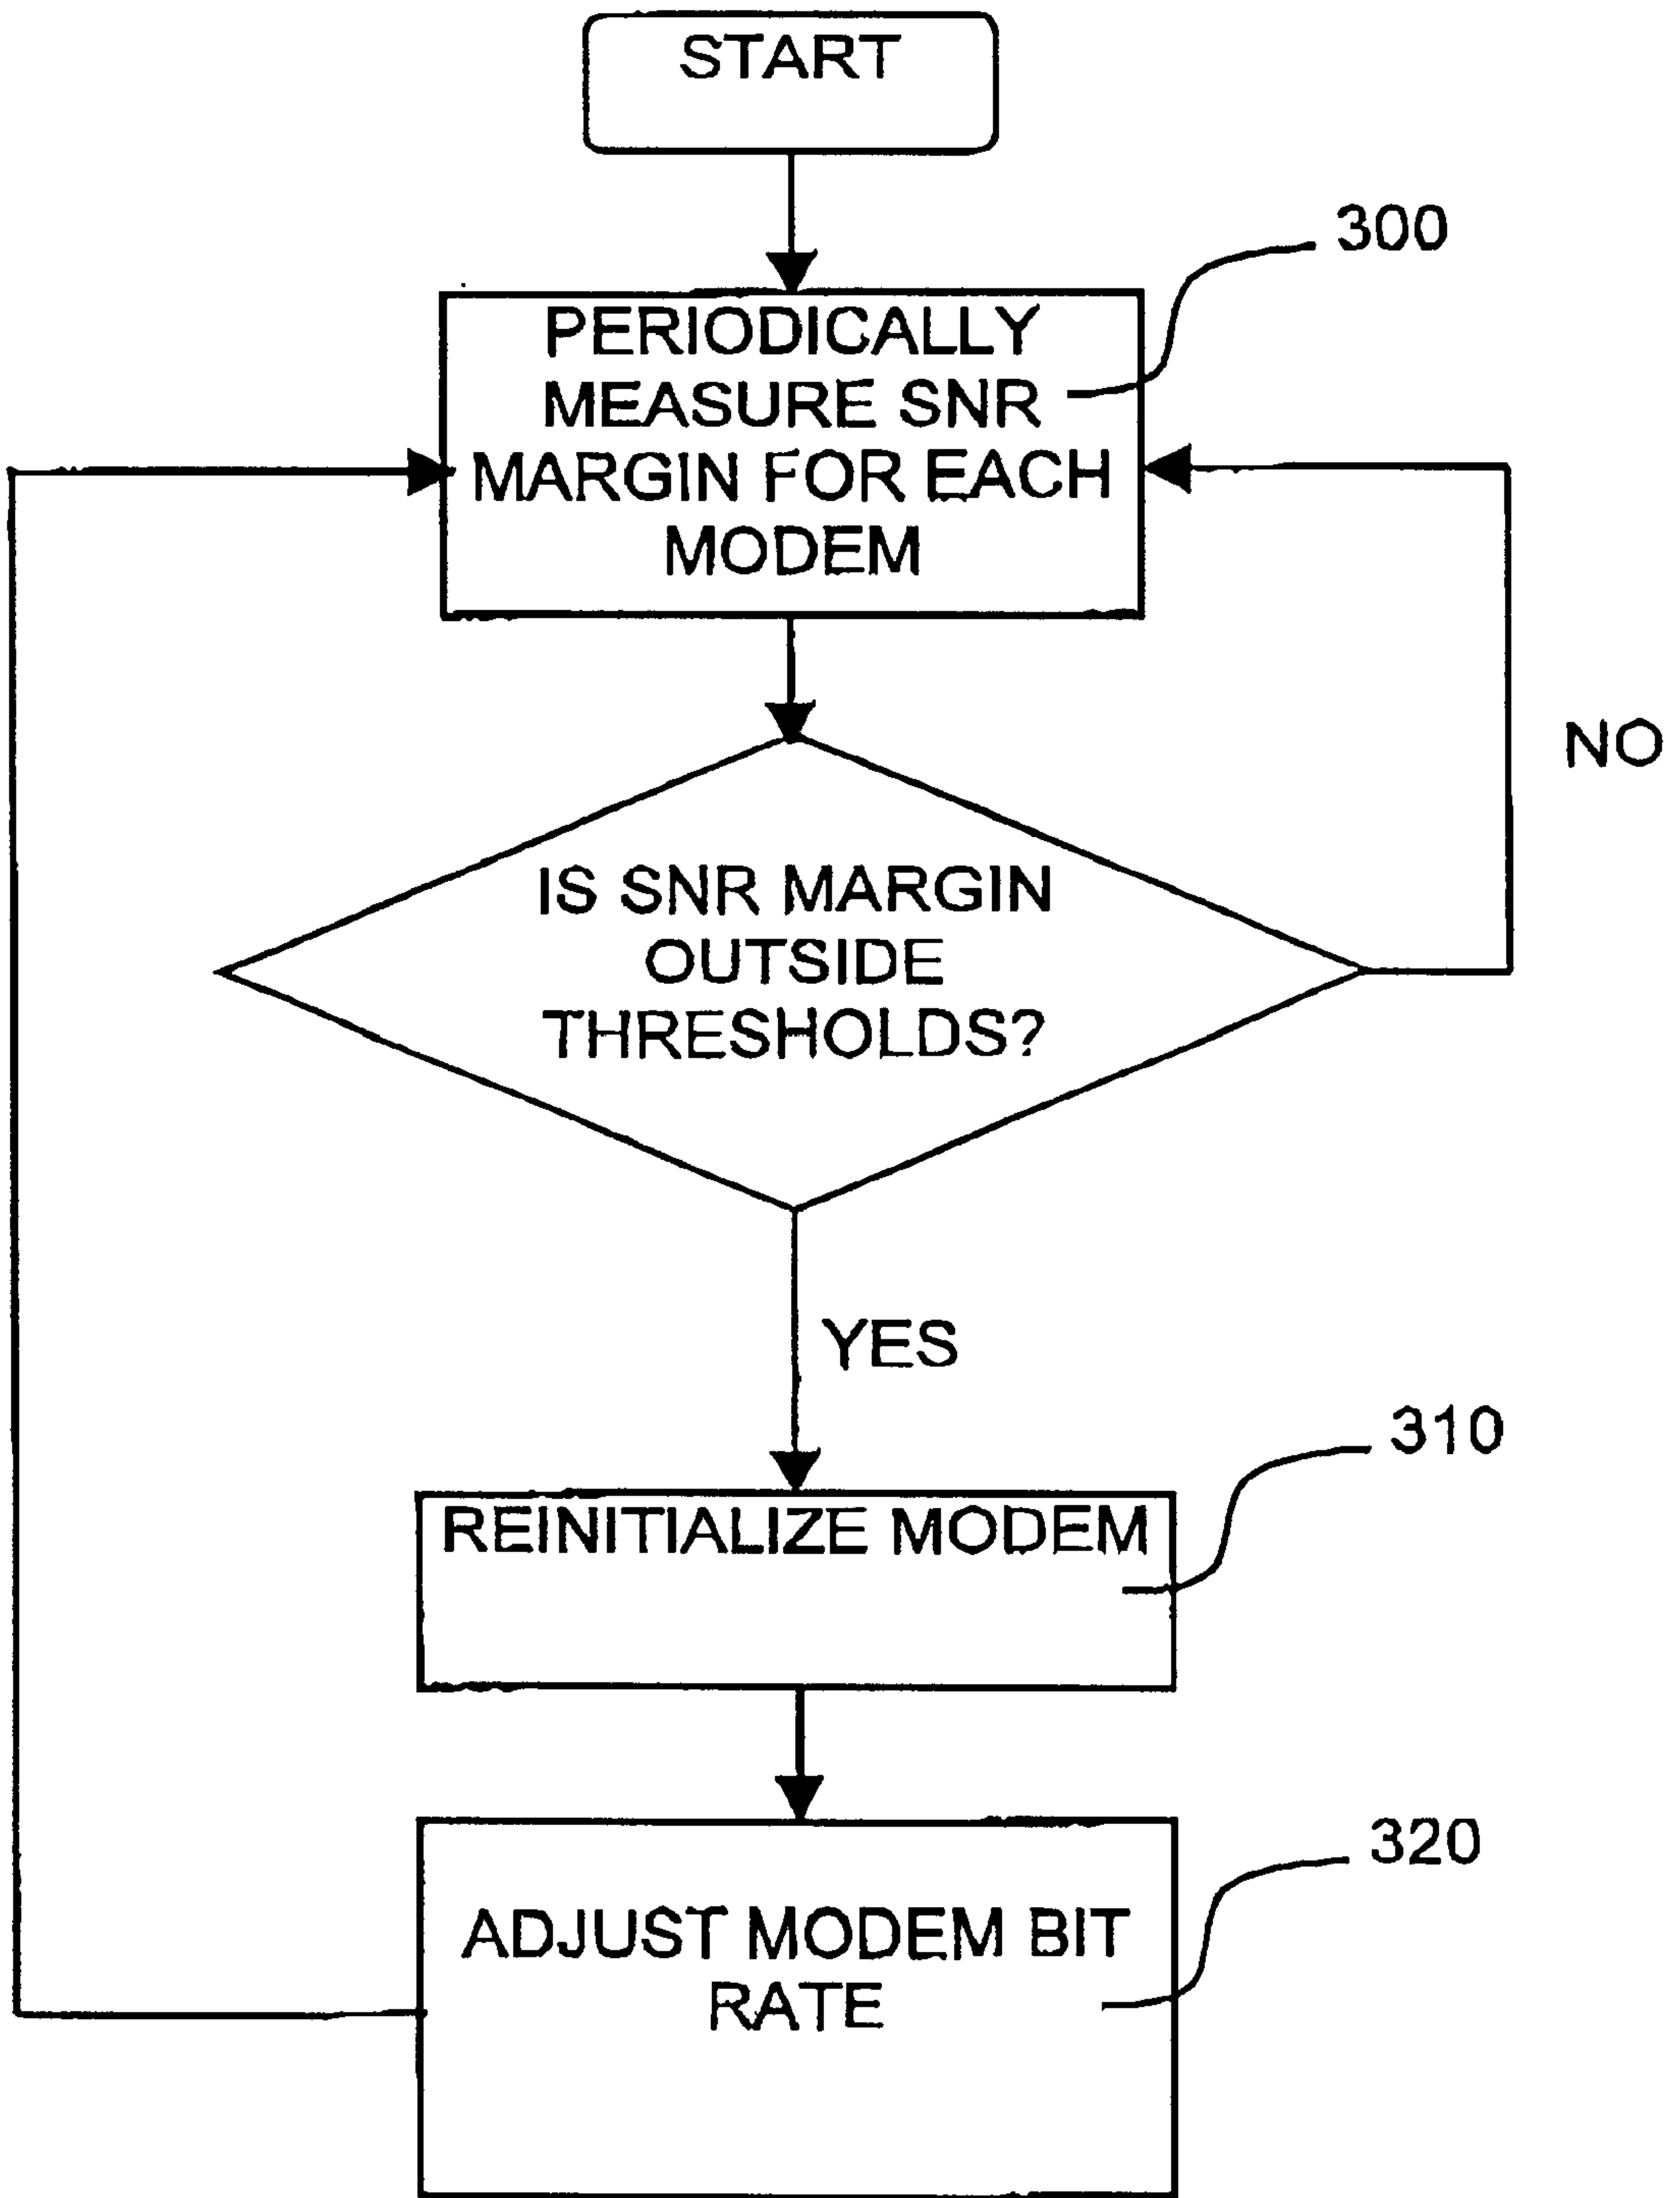 START
300
PERIODICALLY
MEASURE SNR
MARGIN FOR EACH
MODEM
NO
IS SNR MARGIN
OUTSIDE
THRESHOLDS?
YES
310
REINITIALIZE MODEM
320
ADJUST MODEM BIT
RATE